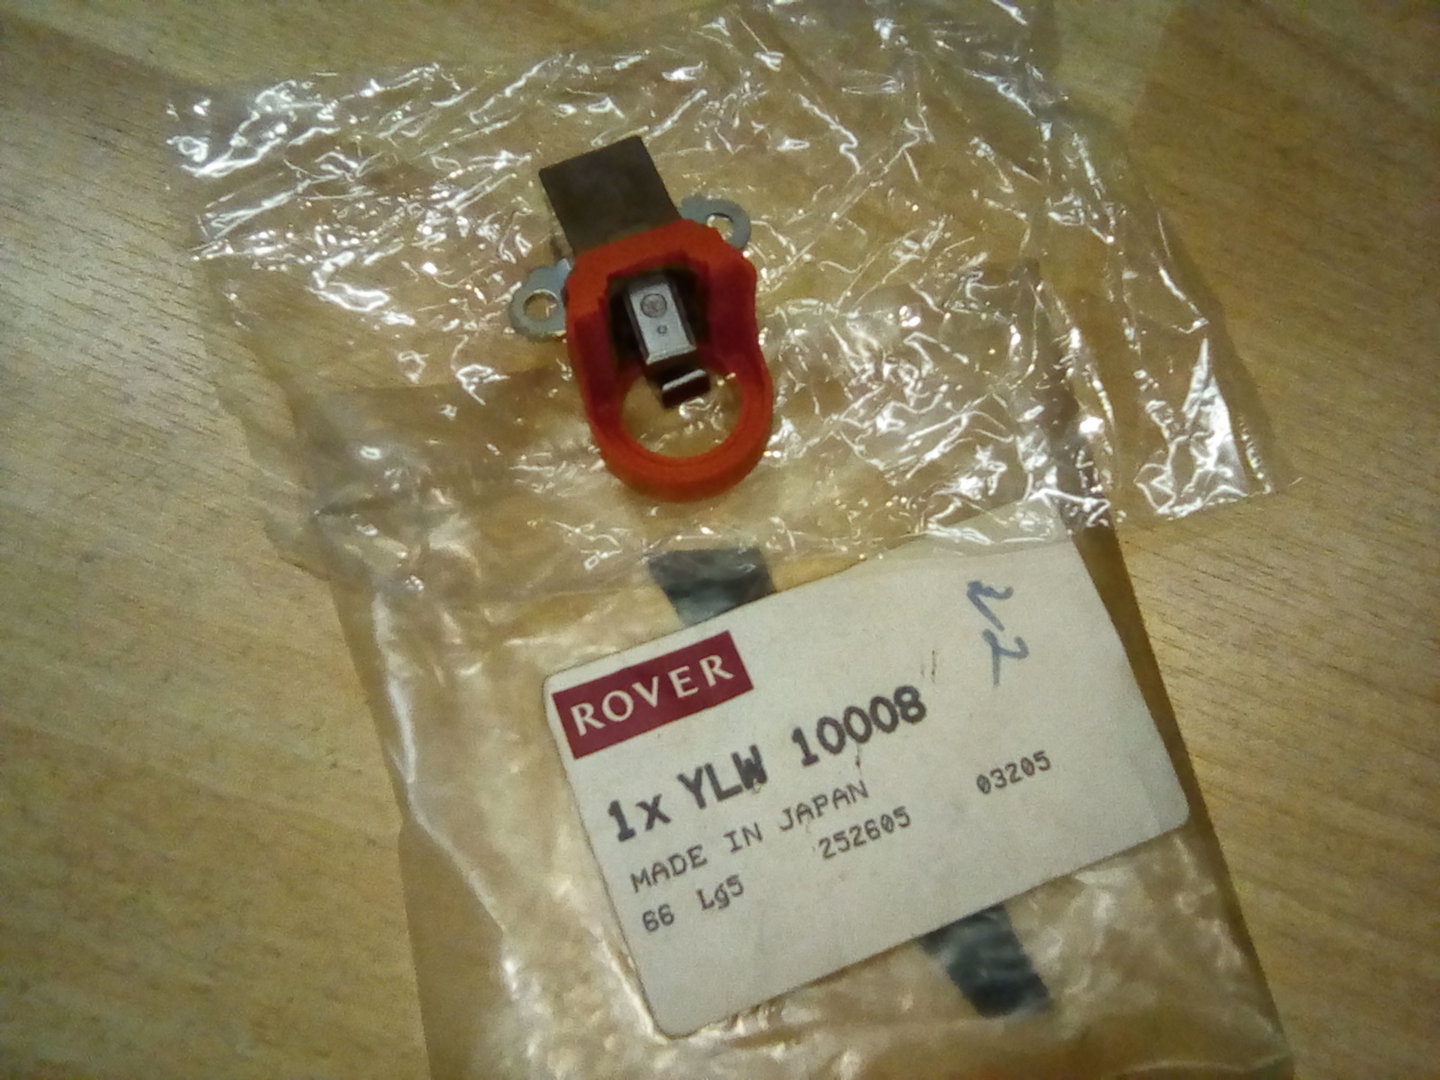 ROVER
1x YLW 10008
MADE IN JAPAN
66 Lg5 252605 03205